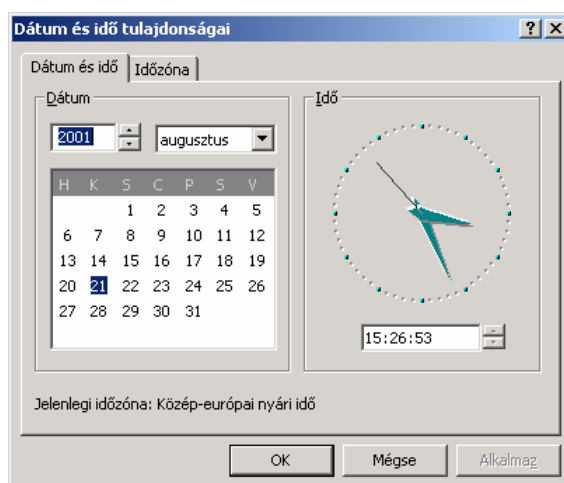 Dátum és idő tulajdonságai
Dátum és idő Időzóna
Dátum
2001 augusztus
H K S C P S V
1 2 3 4 5
6 7 8 9 10 11 12
13 14 15 16 17 18 19
20 21 22 23 24 25 26
27 28 29 30 31
Idő
15:26:53
Jelenlegi időzóna: Közép-európai nyári idő
OK Mégse Alkalmaz